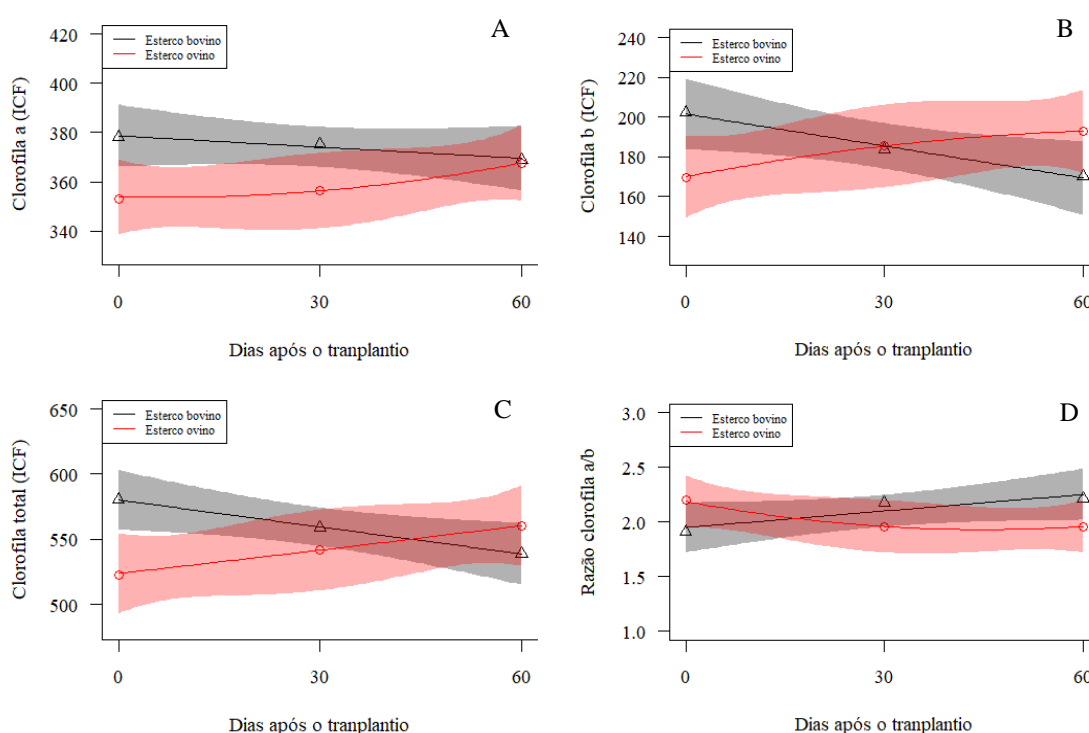 A
Esterco bovino
Esterco ovino
Clorofila a (ICF)
420
400
380
360
340
0 30 60
Dias após o tranplantio
B
Esterco bovino
Esterco ovino
Clorofila b (ICF)
240
220
200
180
160
140
0 30 60
Dias após o tranplantio
C
Esterco bovino
Esterco ovino
Clorofila total (ICF)
650
600
550
500
0 30 60
Dias após o tranplantio
D
Esterco bovino
Esterco ovino
Razão clorofila a/b
3.0
2.5
2.0
1.5
1.0
0 30 60
Dias após o tranplantio